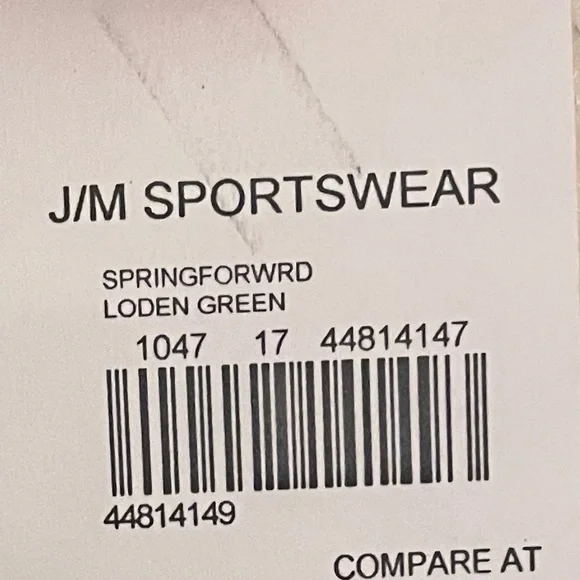 J/M SPORTSWEAR
SPRINGFORWRD
LODEN GREEN
1047 17 44814147
44814149
COMPARE AT